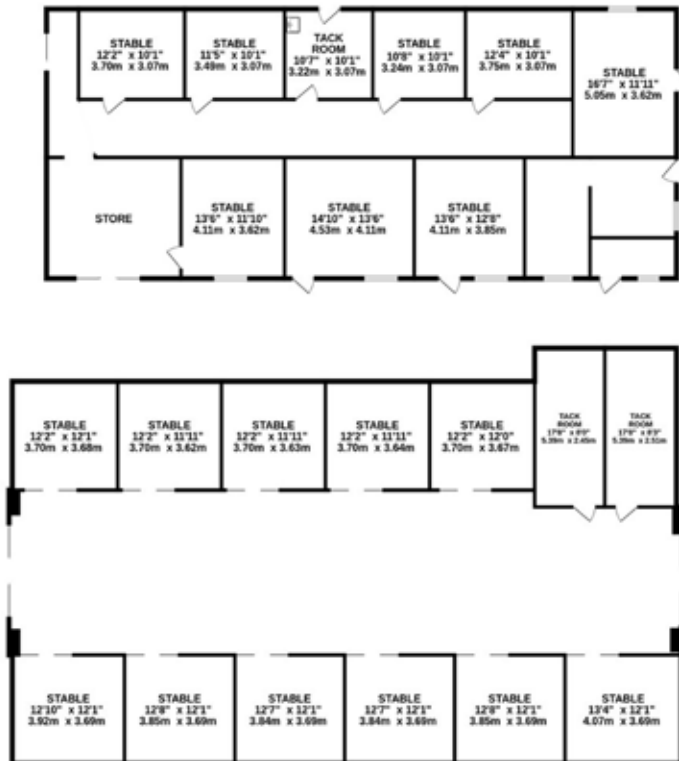 STABLE
12'2" x 10'1"
3.70m x 3.07m
STABLE
11'5" x 10'1"
3.49m x 3.07m
TACK
ROOM
10'7" x 10'1"
3.22m x 3.07m
STABLE
10'8" x 10'1"
3.24m x 3.07m
STABLE
12'4" x 10'1"
3.75m x 3.07m
STABLE
16'7" x 11'11"
5.05m x 3.62m
STORE
STABLE
13'6" x 11'10"
4.11m x 3.62m
STABLE
14'10" x 13'6"
4.53m x 4.11m
STABLE
13'6" x 12'8"
4.11m x 3.85m
STABLE
12'2" x 12'1"
3.70m x 3.68m
STABLE
12'2" x 11'11"
3.70m x 3.62m
STABLE
12'2" x 11'11"
3.70m x 3.63m
STABLE
12'2" x 11'11"
3.70m x 3.64m
STABLE
12'2" x 12'0"
3.70m x 3.67m
TACK
ROOM
5.39m x 2.45m
TACK
ROOM
5.39m x 2.51m
STABLE
12'10" x 12'1"
3.92m x 3.69m
STABLE
12'8" x 12'1"
3.85m x 3.69m
STABLE
12'7" x 12'1"
3.84m x 3.69m
STABLE
12'7" x 12'1"
3.84m x 3.69m
STABLE
12'8" x 12'1"
3.85m x 3.69m
STABLE
13'4" x 12'1"
4.07m x 3.69m